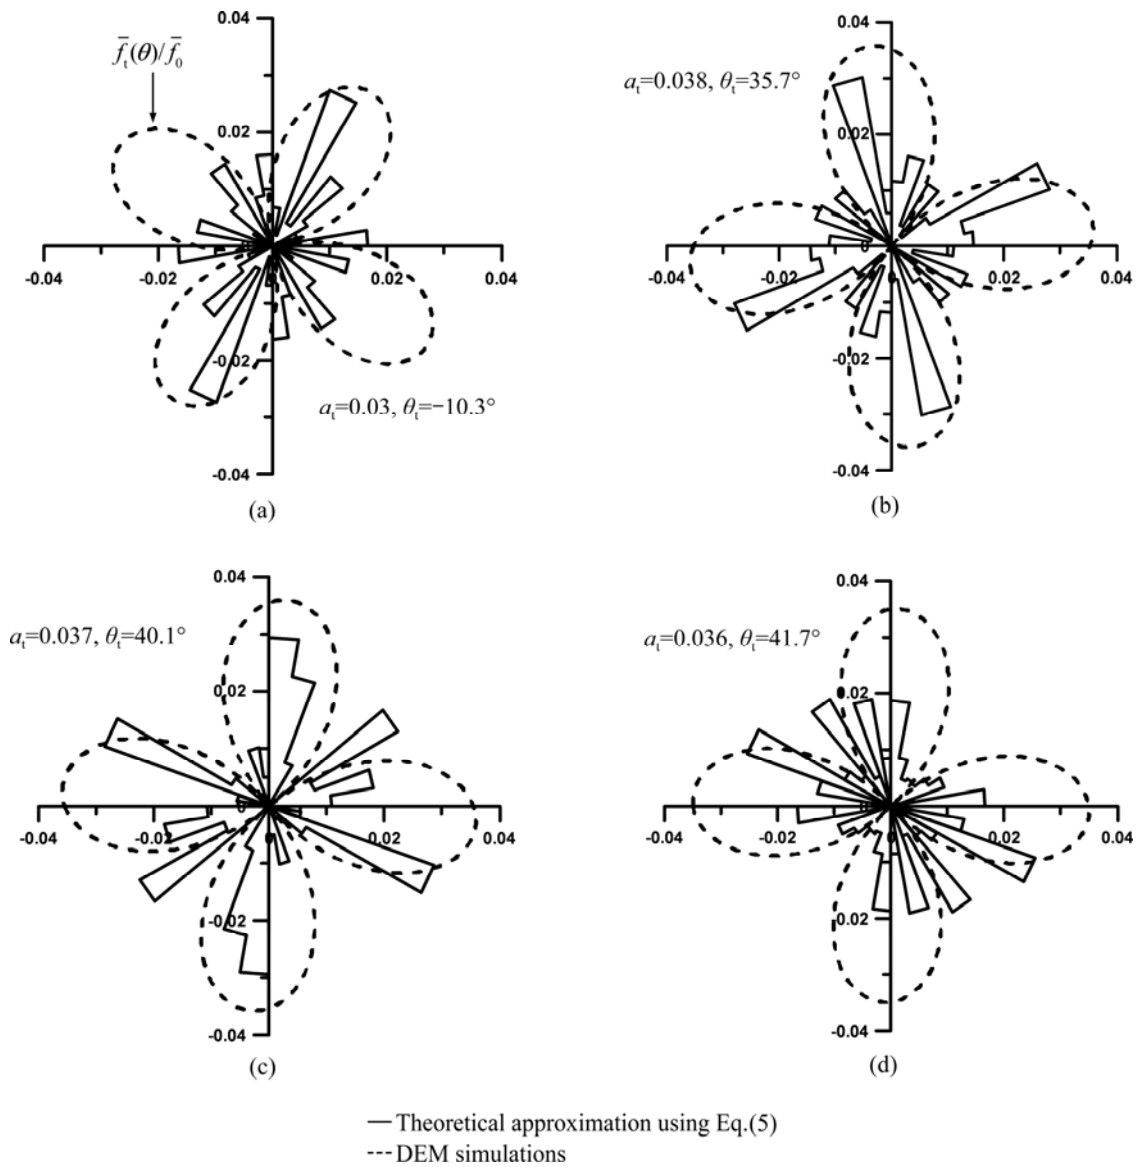 0.04
f̄t(θ)/f̄0
0.02
-0.04 -0.02 0 0.02 0.04
-0.02
at=0.03, θt=−10.3°
-0.04
(a)
0.04
at=0.038, θt=35.7°
0.02
-0.04 -0.02 0 0.02 0.04
-0.02
-0.04
(b)
0.04
at=0.037, θt=40.1°
0.02
-0.04 -0.02 0 0.02 0.04
-0.02
-0.04
(c)
0.04
at=0.036, θt=41.7°
0.02
-0.04 -0.02 0 0.02 0.04
-0.02
-0.04
(d)
Theoretical approximation using Eq.(5)
DEM simulations